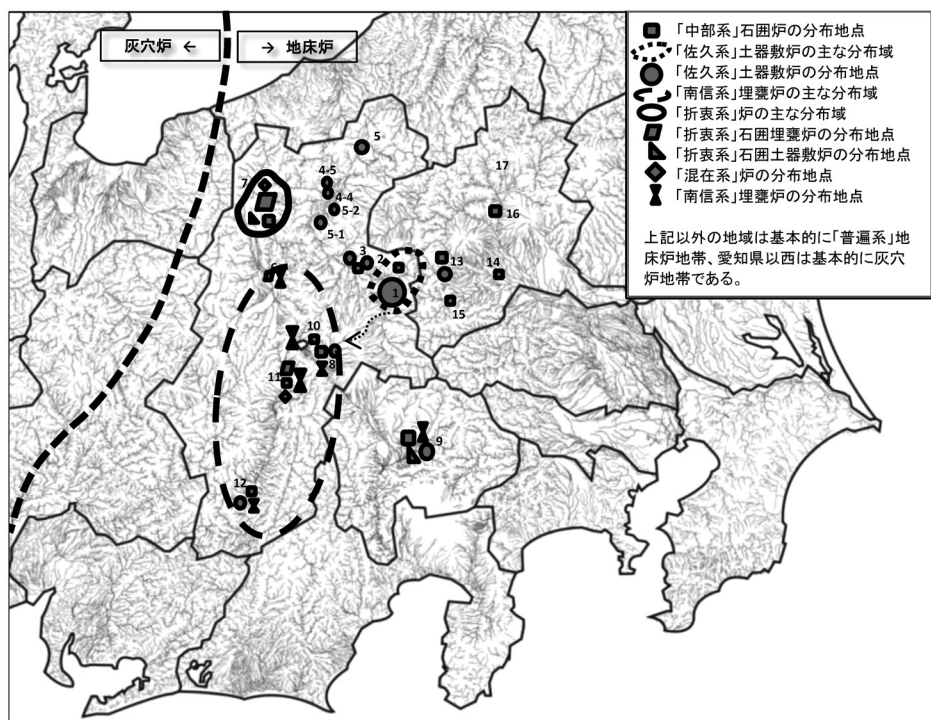 灰穴炉 ←
→ 地床炉
「中部系」石囲炉の分布地点
「佐久系」土器敷炉の主な分布域
「佐久系」土器敷炉の分布地点
「南信系」埋甕炉の主な分布域
「折衷系」炉の主な分布域
「折衷系」石囲埋甕炉の分布地点
「折衷系」石囲土器敷炉の分布地点
「混在系」炉の分布地点
「南信系」埋甕炉の分布地点
上記以外の地域は基本的に「普遍系」地
床炉地帯、愛知県以西は基本的に灰穴
炉地帯である。
5
17
4-5
7
4-4
5-2
16
5-1
3
2
13
14
6
1
15
10
8
11
9
12